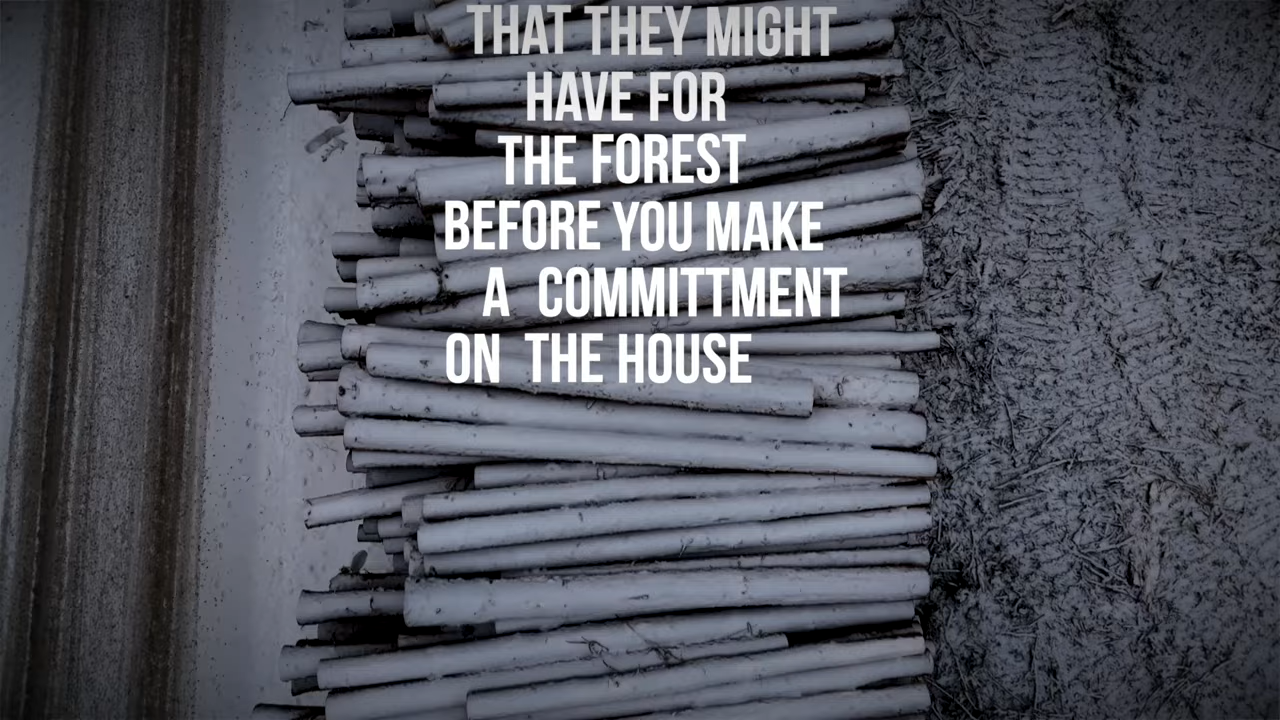 THAT THEY MIGHT
HAVE FOR
THE FOREST
BEFORE YOU MAKE
A COMMITTMENT
ON THE HOUSE